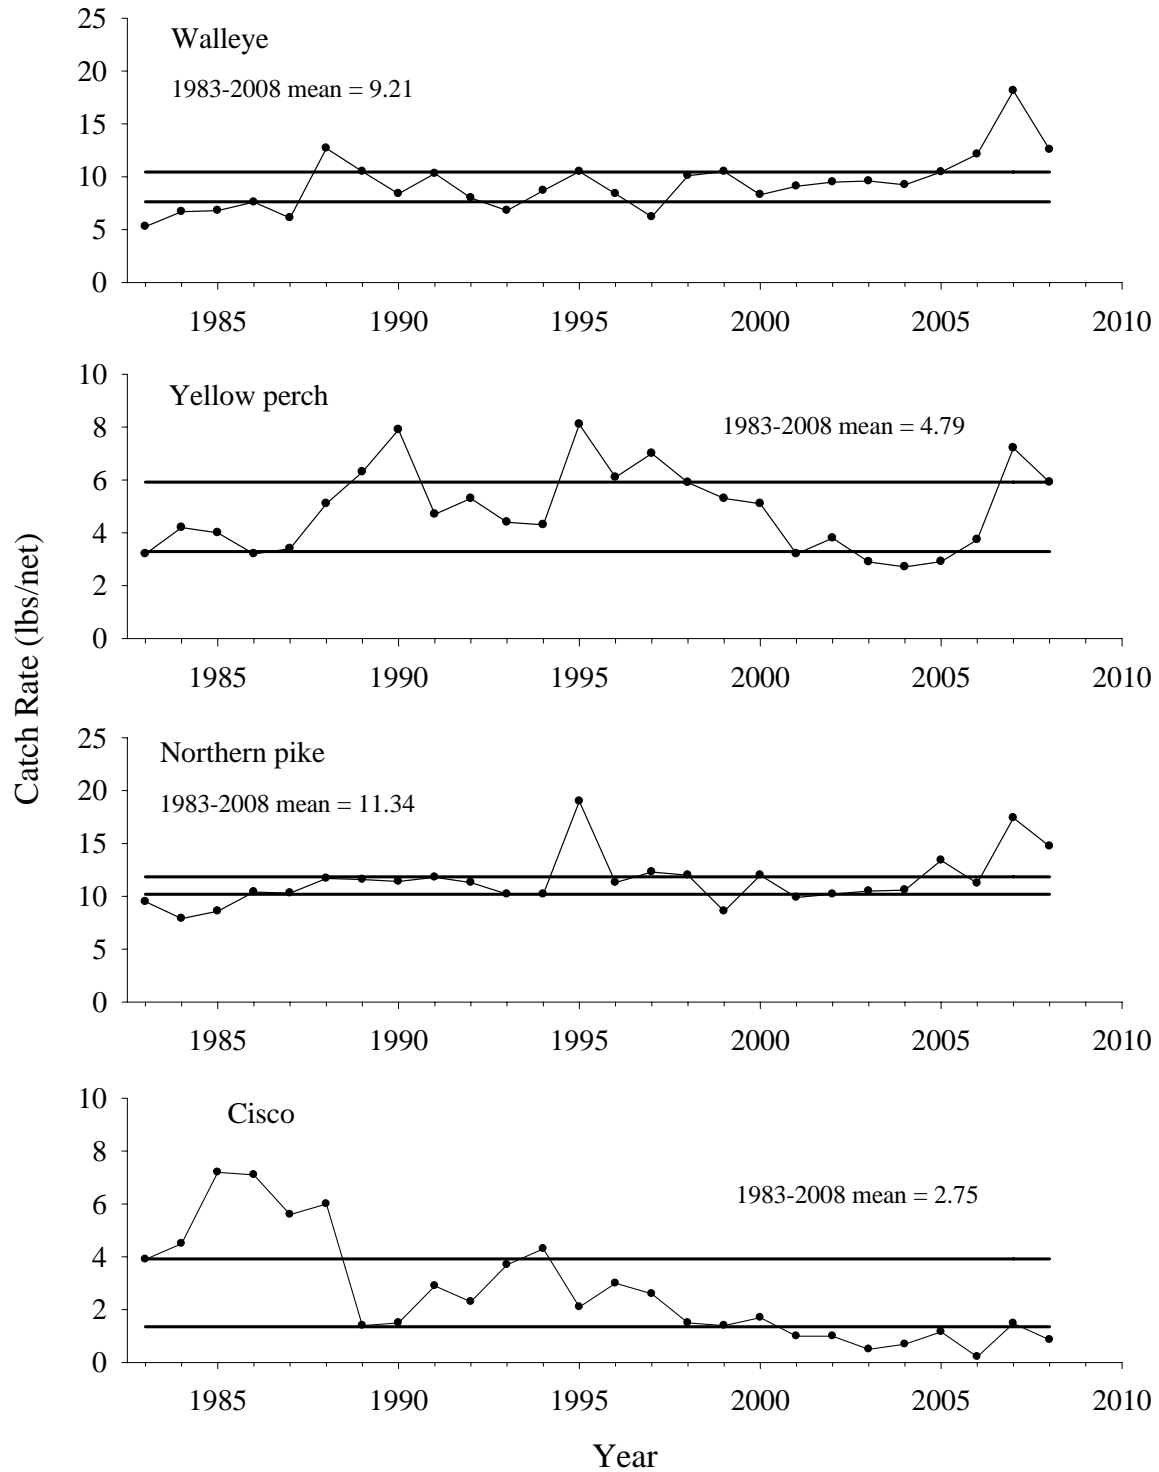 25
Walleye
20
1983-2008 mean = 9.21
15
10
5
0
1985 1990 1995 2000 2005 2010
10
Yellow perch
8
1983-2008 mean = 4.79
6
4
2
0
1985 1990 1995 2000 2005 2010
Catch Rate (lbs/net)
25
Northern pike
20
1983-2008 mean = 11.34
15
10
5
0
1985 1990 1995 2000 2005 2010
10
Cisco
8
1983-2008 mean = 2.75
6
4
2
0
1985 1990 1995 2000 2005 2010
Year